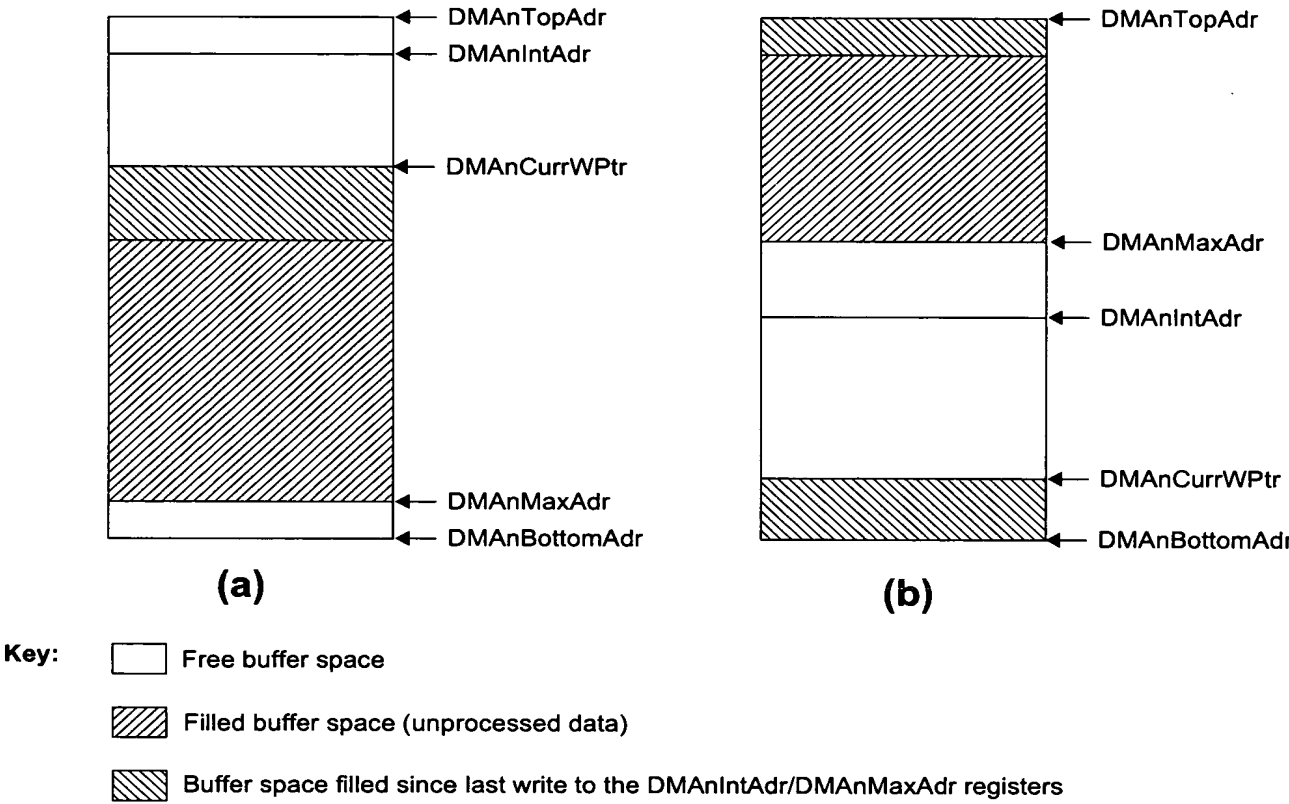 DMAnTopAdr
DMAnIntAdr
DMAnCurrWPtr
DMAnMaxAdr
DMAnBottomAdr
(a)
DMAnTopAdr
DMAnMaxAdr
DMAnIntAdr
DMAnCurrWPtr
DMAnBottomAdr
(b)
Key:
Free buffer space
Filled buffer space (unprocessed data)
Buffer space filled since last write to the DMAnIntAdr/DMAnMaxAdr registers